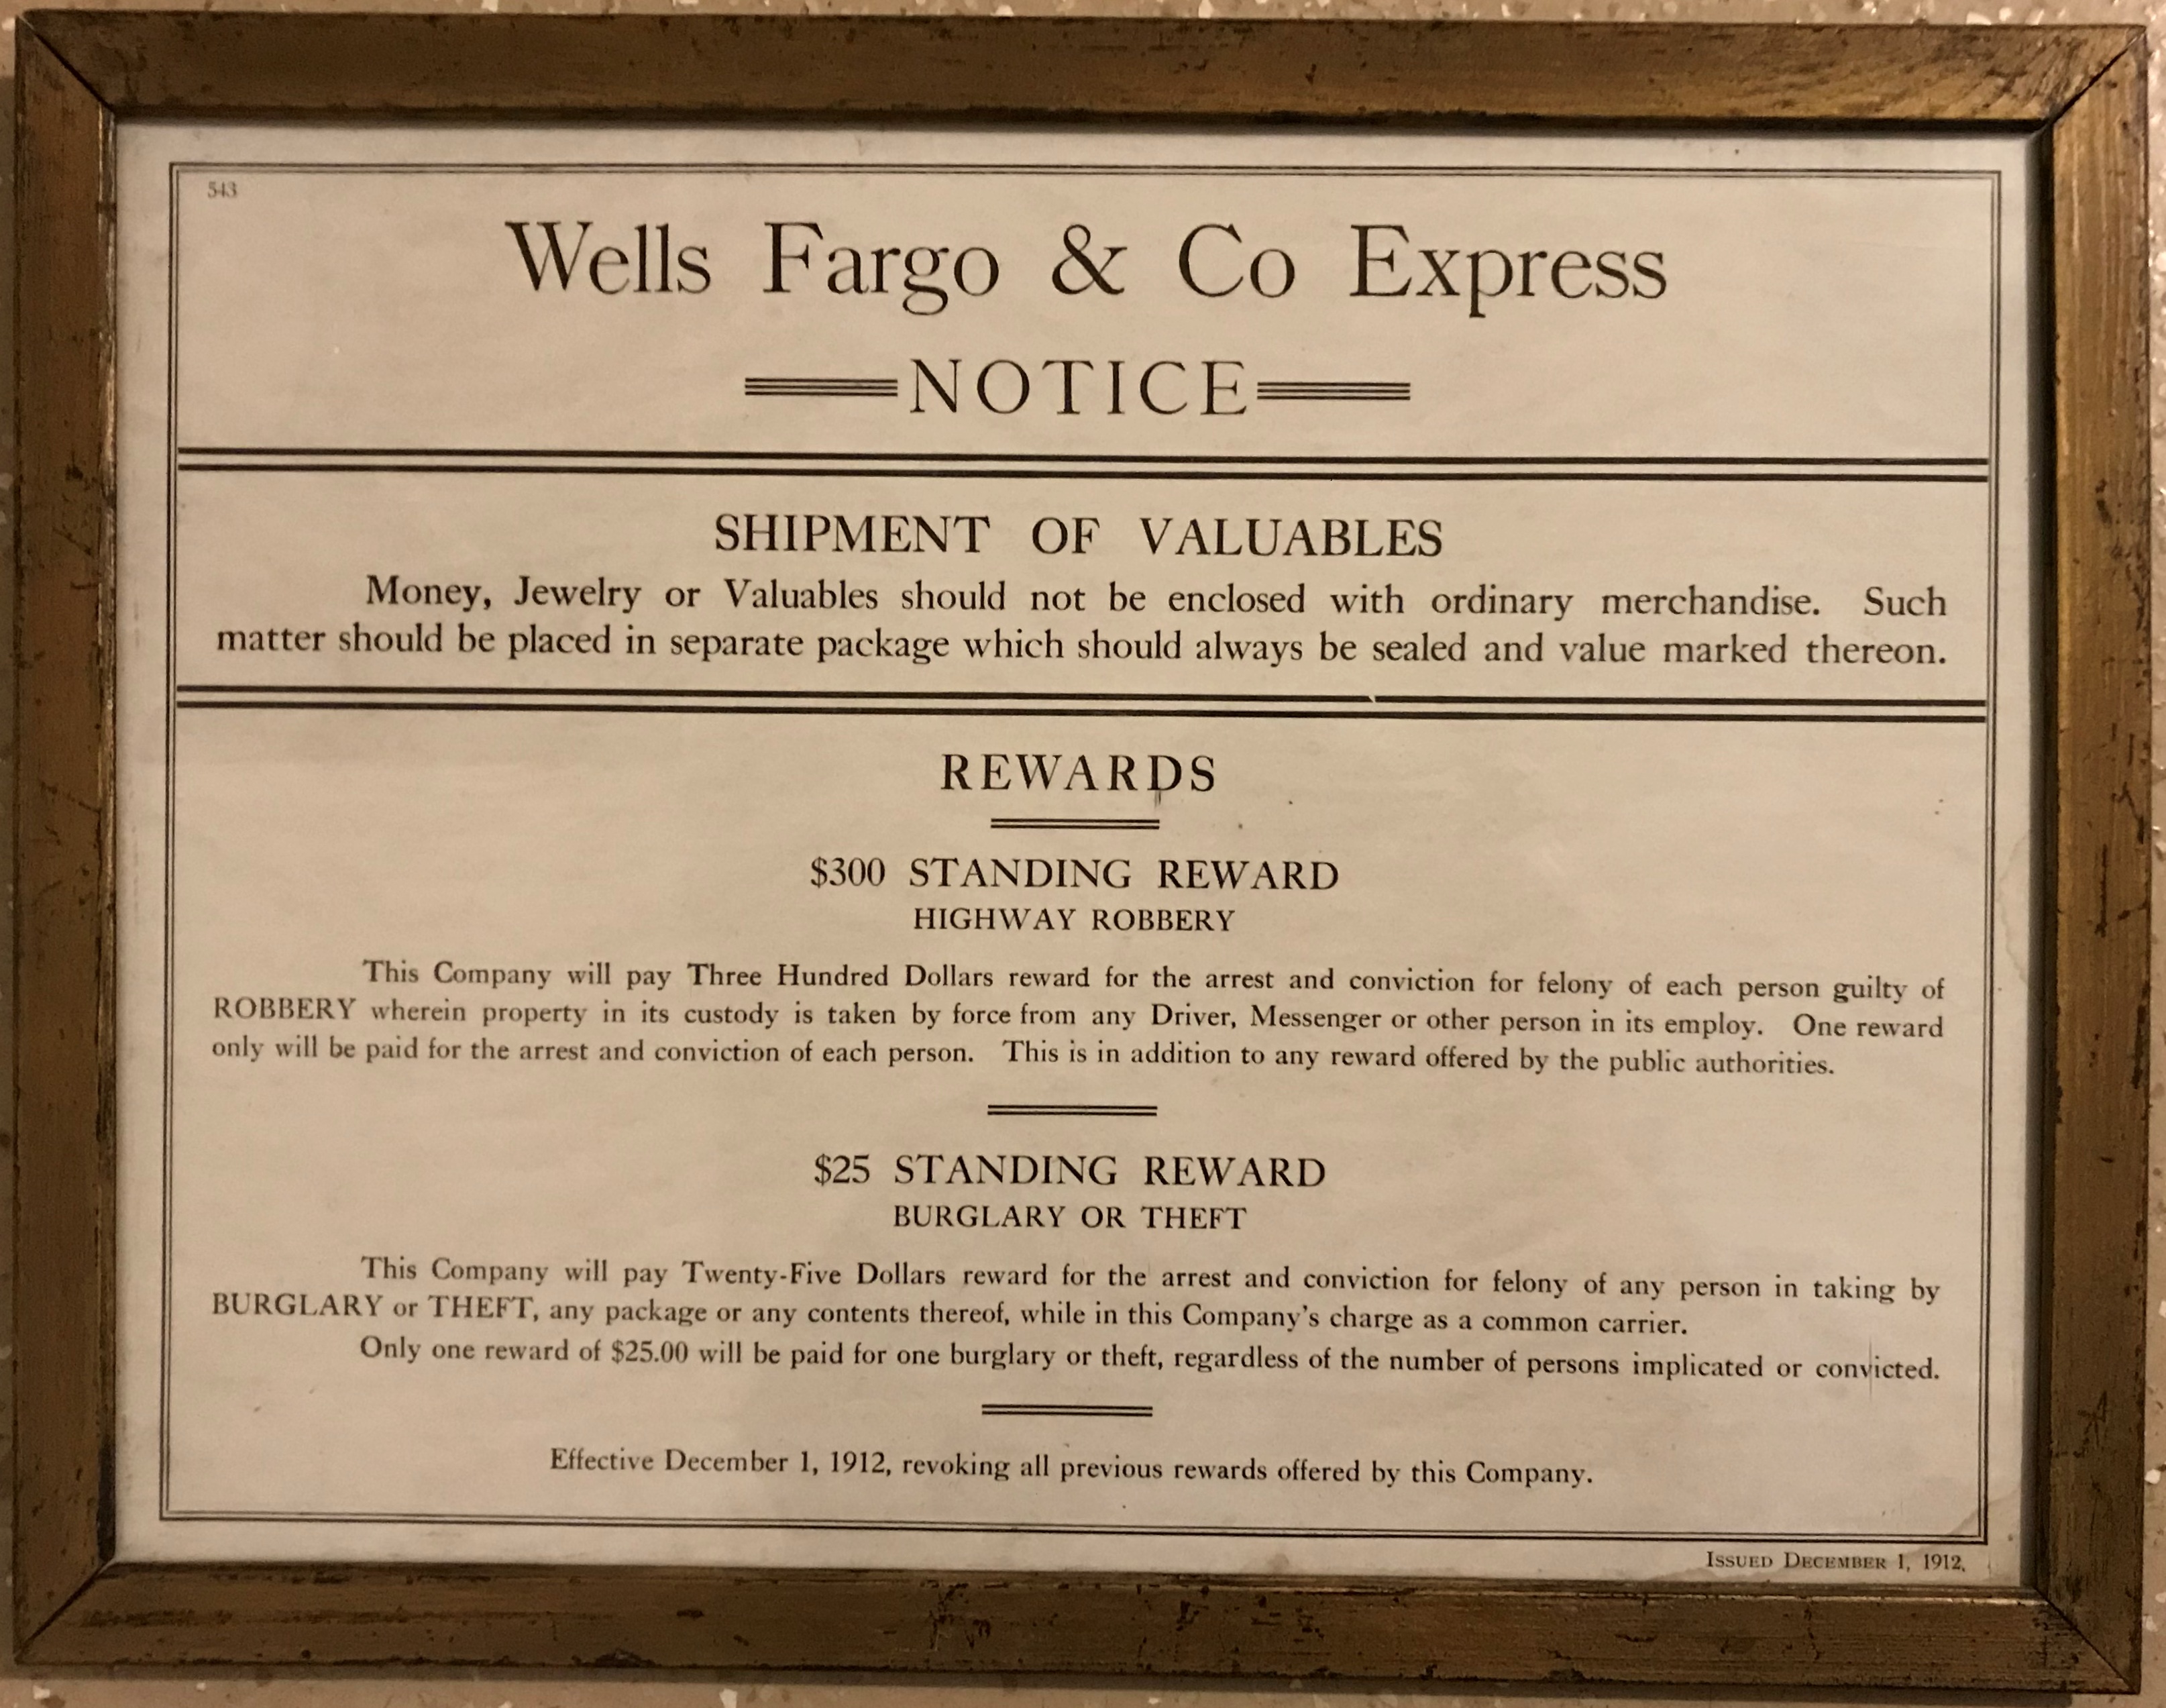 543
Wells Fargo & Co Express
NOTICE
SHIPMENT OF VALUABLES
Money, Jewelry or Valuables should not be enclosed with ordinary merchandise. Such
matter should be placed in separate package which should always be sealed and value marked thereon.
REWARDS
$300 STANDING REWARD
HIGHWAY ROBBERY
This Company will pay Three Hundred Dollars reward for the arrest and conviction for felony of each person guilty of
ROBBERY wherein property in its custody is taken by force from any Driver, Messenger or other person in its employ. One reward
only will be paid for the arrest and conviction of each person. This is in addition to any reward offered by the public authorities.
$25 STANDING REWARD
BURGLARY OR THEFT
This Company will pay Twenty-Five Dollars reward for the arrest and conviction for felony of any person in taking by
BURGLARY or THEFT, any package or any contents thereof, while in this Company's charge as a common carrier.
Only one reward of $25.00 will be paid for one burglary or theft, regardless of the number of persons implicated or convicted.
Effective December 1, 1912, revoking all previous rewards offered by this Company.
ISSUED DECEMBER 1, 1912.